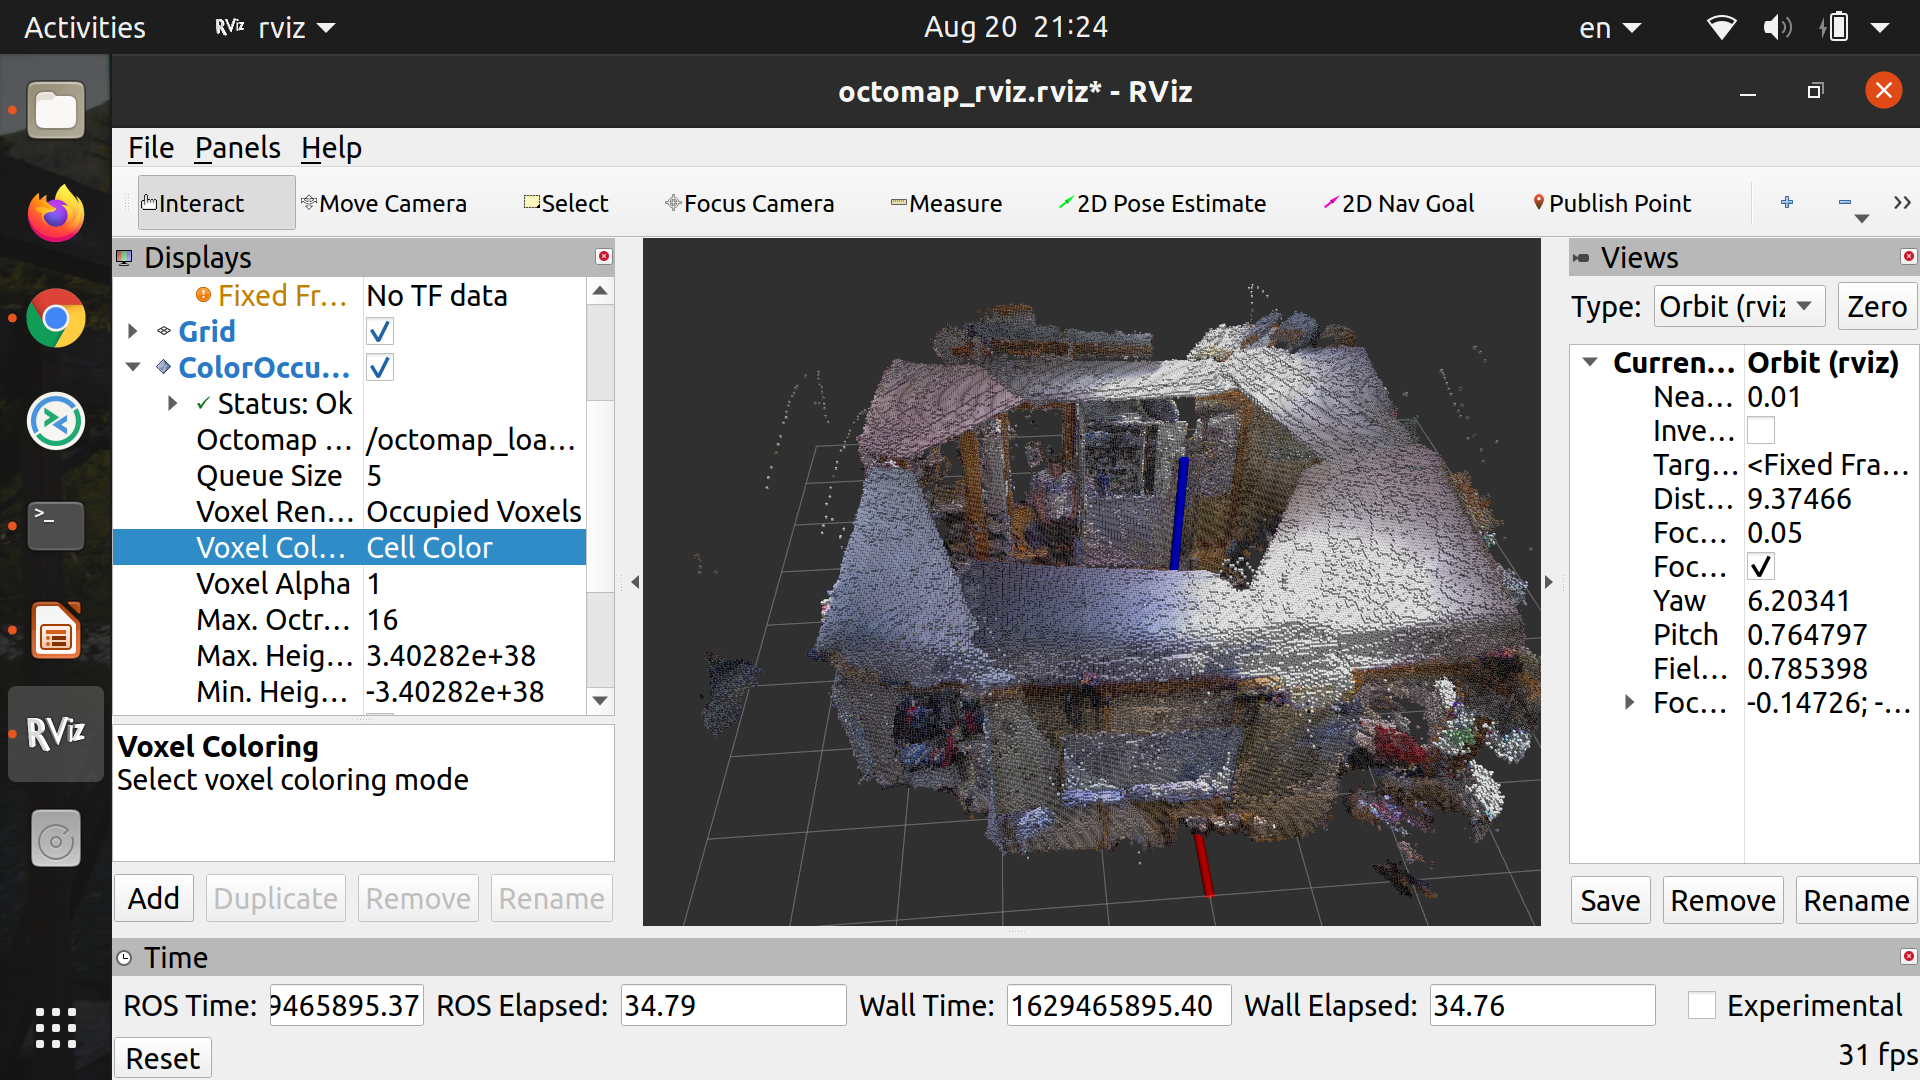 Activities
RViz rviz
Aug 20 21:24
en
octomap_rviz.rviz* - RViz
File Panels Help
Interact Move Camera Select Focus Camera Measure 2D Pose Estimate 2D Nav Goal Publish Point
Displays
Fixed Fr... No TF data
Grid
ColorOccu...
Status: Ok
Octomap ... /octomap_loa...
Queue Size 5
Voxel Ren... Occupied Voxels
Voxel Col... Cell Color
Voxel Alpha 1
Max. Octr... 16
Max. Heig... 3.40282e+38
Min. Heig... -3.40282e+38
Voxel Coloring
Select voxel coloring mode
Add Duplicate Remove Rename
Views
Type: Orbit (rviz Zero
Curren... Orbit (rviz)
Nea... 0.01
Inve...
Targ... <Fixed Fra...
Dist... 9.37466
Foc... 0.05
Foc...
Yaw 6.20341
Pitch 0.764797
Fiel... 0.785398
Foc... -0.14726; -...
Save Remove Rename
RViz
Time
ROS Time: 9465895.37 ROS Elapsed: 34.79 Wall Time: 1629465895.40 Wall Elapsed: 34.76 Experimental
Reset
31 fps